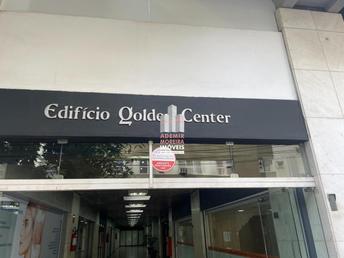 Edifício Golden Center
ADEMIR
MOREIRA
IMÓVEIS